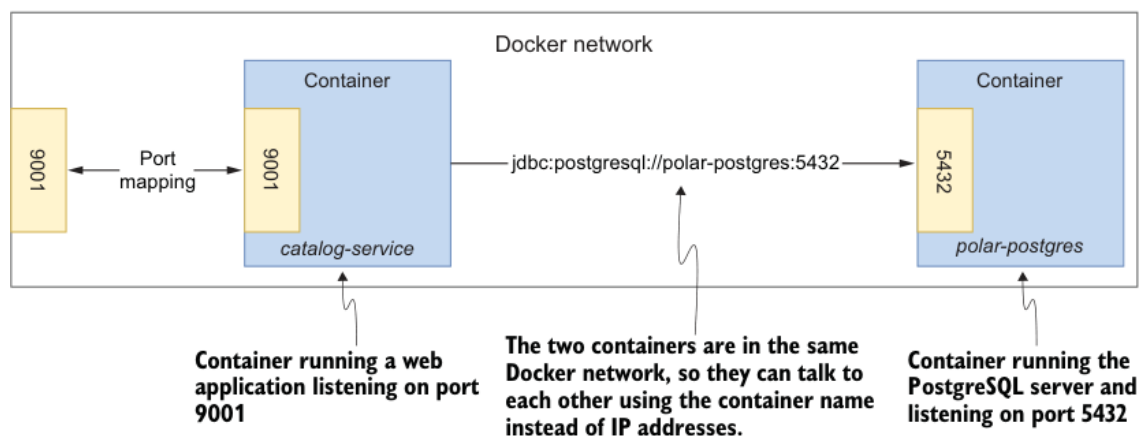 Docker network
Container
Container
9001
Port
mapping
9001
jdbc:postgresql://polar-postgres:5432
5432
catalog-service
polar-postgres
Container running a web
application listening on port
9001
The two containers are in the same
Docker network, so they can talk to
each other using the container name
instead of IP addresses.
Container running the
PostgreSQL server and
listening on port 5432